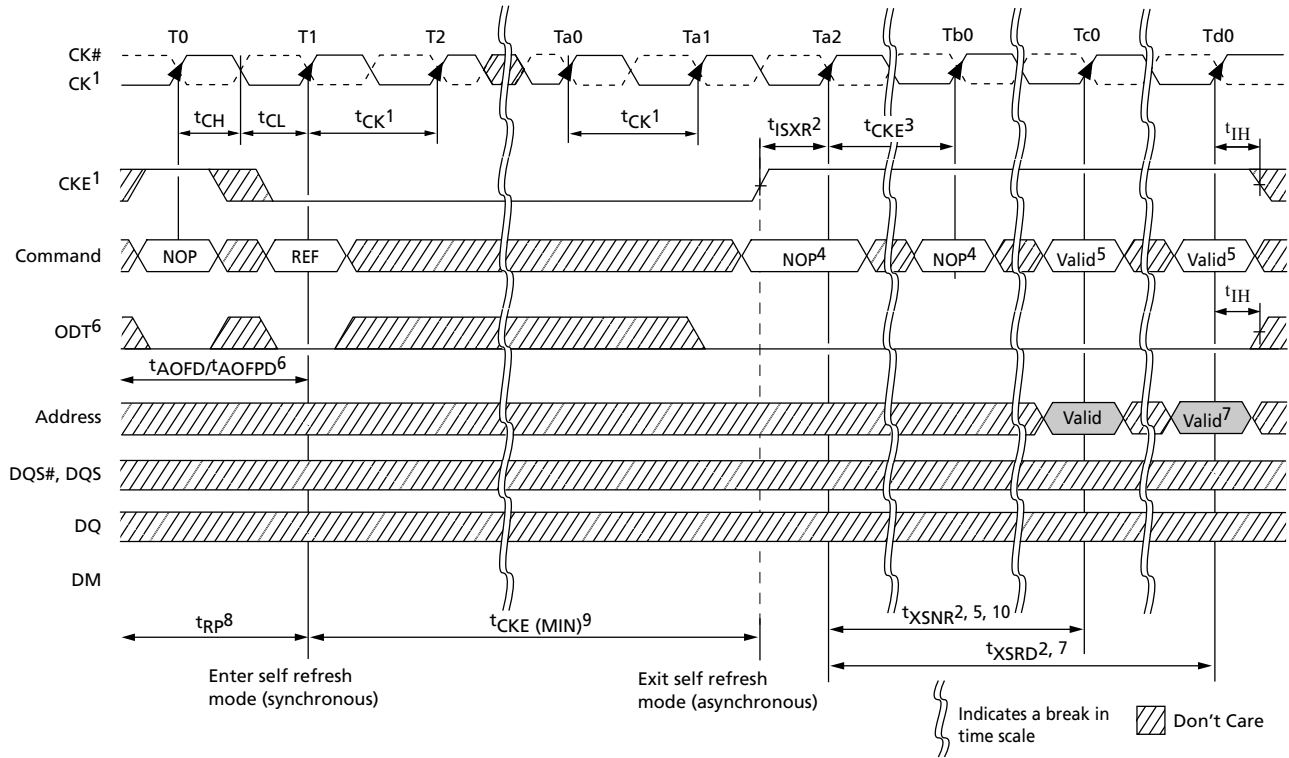 T0 T1 T2 Ta0 Ta1 Ta2 Tb0 Tc0 Td0
CK#
CK1
tCH tCL tCK1 tCK1 tISXR2 tCKE3 tIH
CKE1
Command NOP REF NOP4 NOP4 Valid5 Valid5
tIH
ODT6
tAOFD/tAOFPD6
Address Valid Valid7
DQS#, DQS
DQ
DM
tRP8 tCKE (MIN)9 tXSNR2, 5, 10
tXSRD2, 7
Enter self refresh
mode (synchronous)
Exit self refresh
mode (asynchronous)
Indicates a break in
time scale
Don't Care